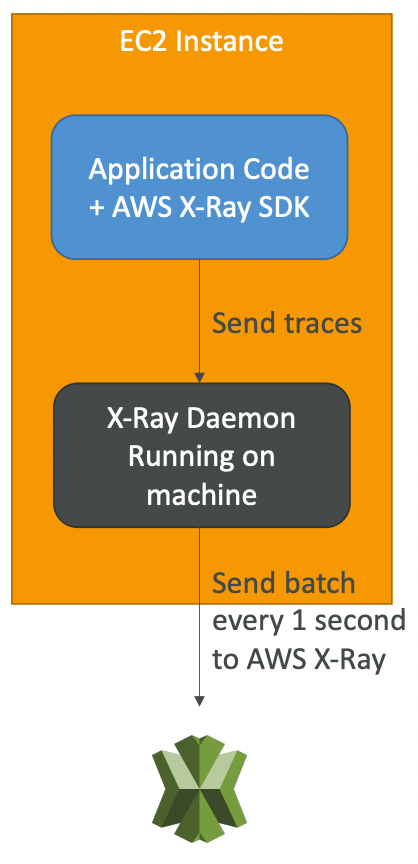 EC2 Instance
Application Code
+ AWS X-Ray SDK
Send traces
X-Ray Daemon
Running on
machine
Send batch
every 1 second
to AWS X-Ray